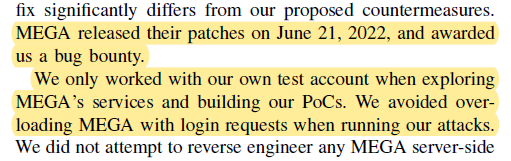 fix significantly differs from our proposed countermeasures.
MEGA released their patches on June 21, 2022, and awarded
us a bug bounty.
We only worked with our own test account when exploring
MEGA's services and building our PoCs. We avoided over-
loading MEGA with login requests when running our attacks.
We did not attempt to reverse engineer any MEGA server-side